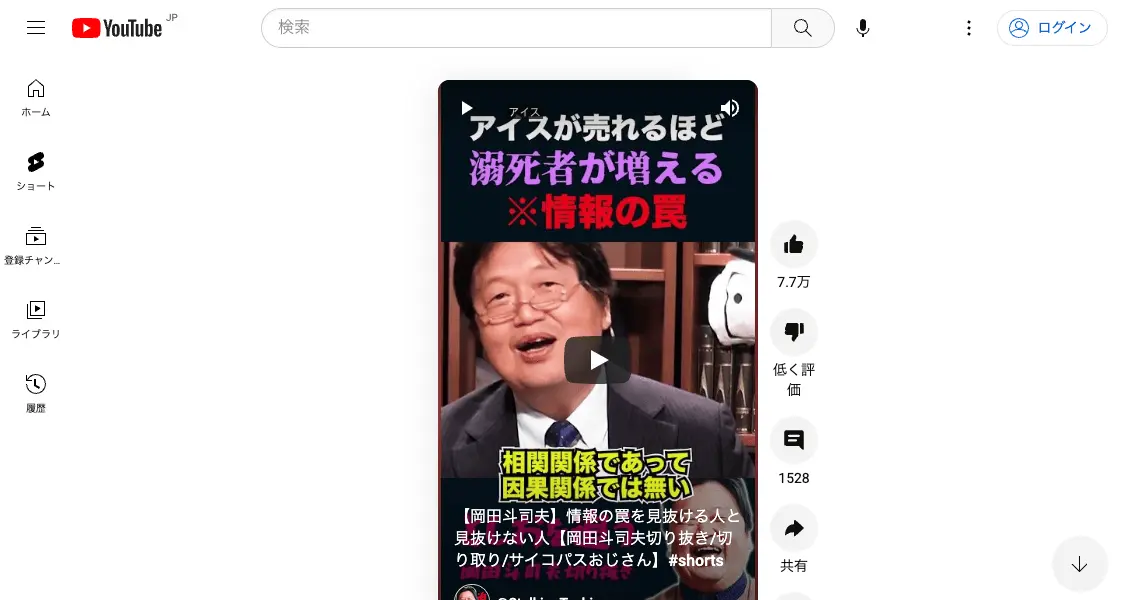 YouTube JP
検索
ログイン
ホーム
ショート
登録チャン...
ライブラリ
履歴
アイス
アイスが売れるほど
溺死者が増える
※情報の罠
相関関係であって
因果関係では無い
【岡田斗司夫】情報の罠を見抜ける人と
見抜けない人【岡田斗司夫切り抜き/切
り取り/サイコパスおじさん】#shorts
7.7万
低く評
価
1528
共有